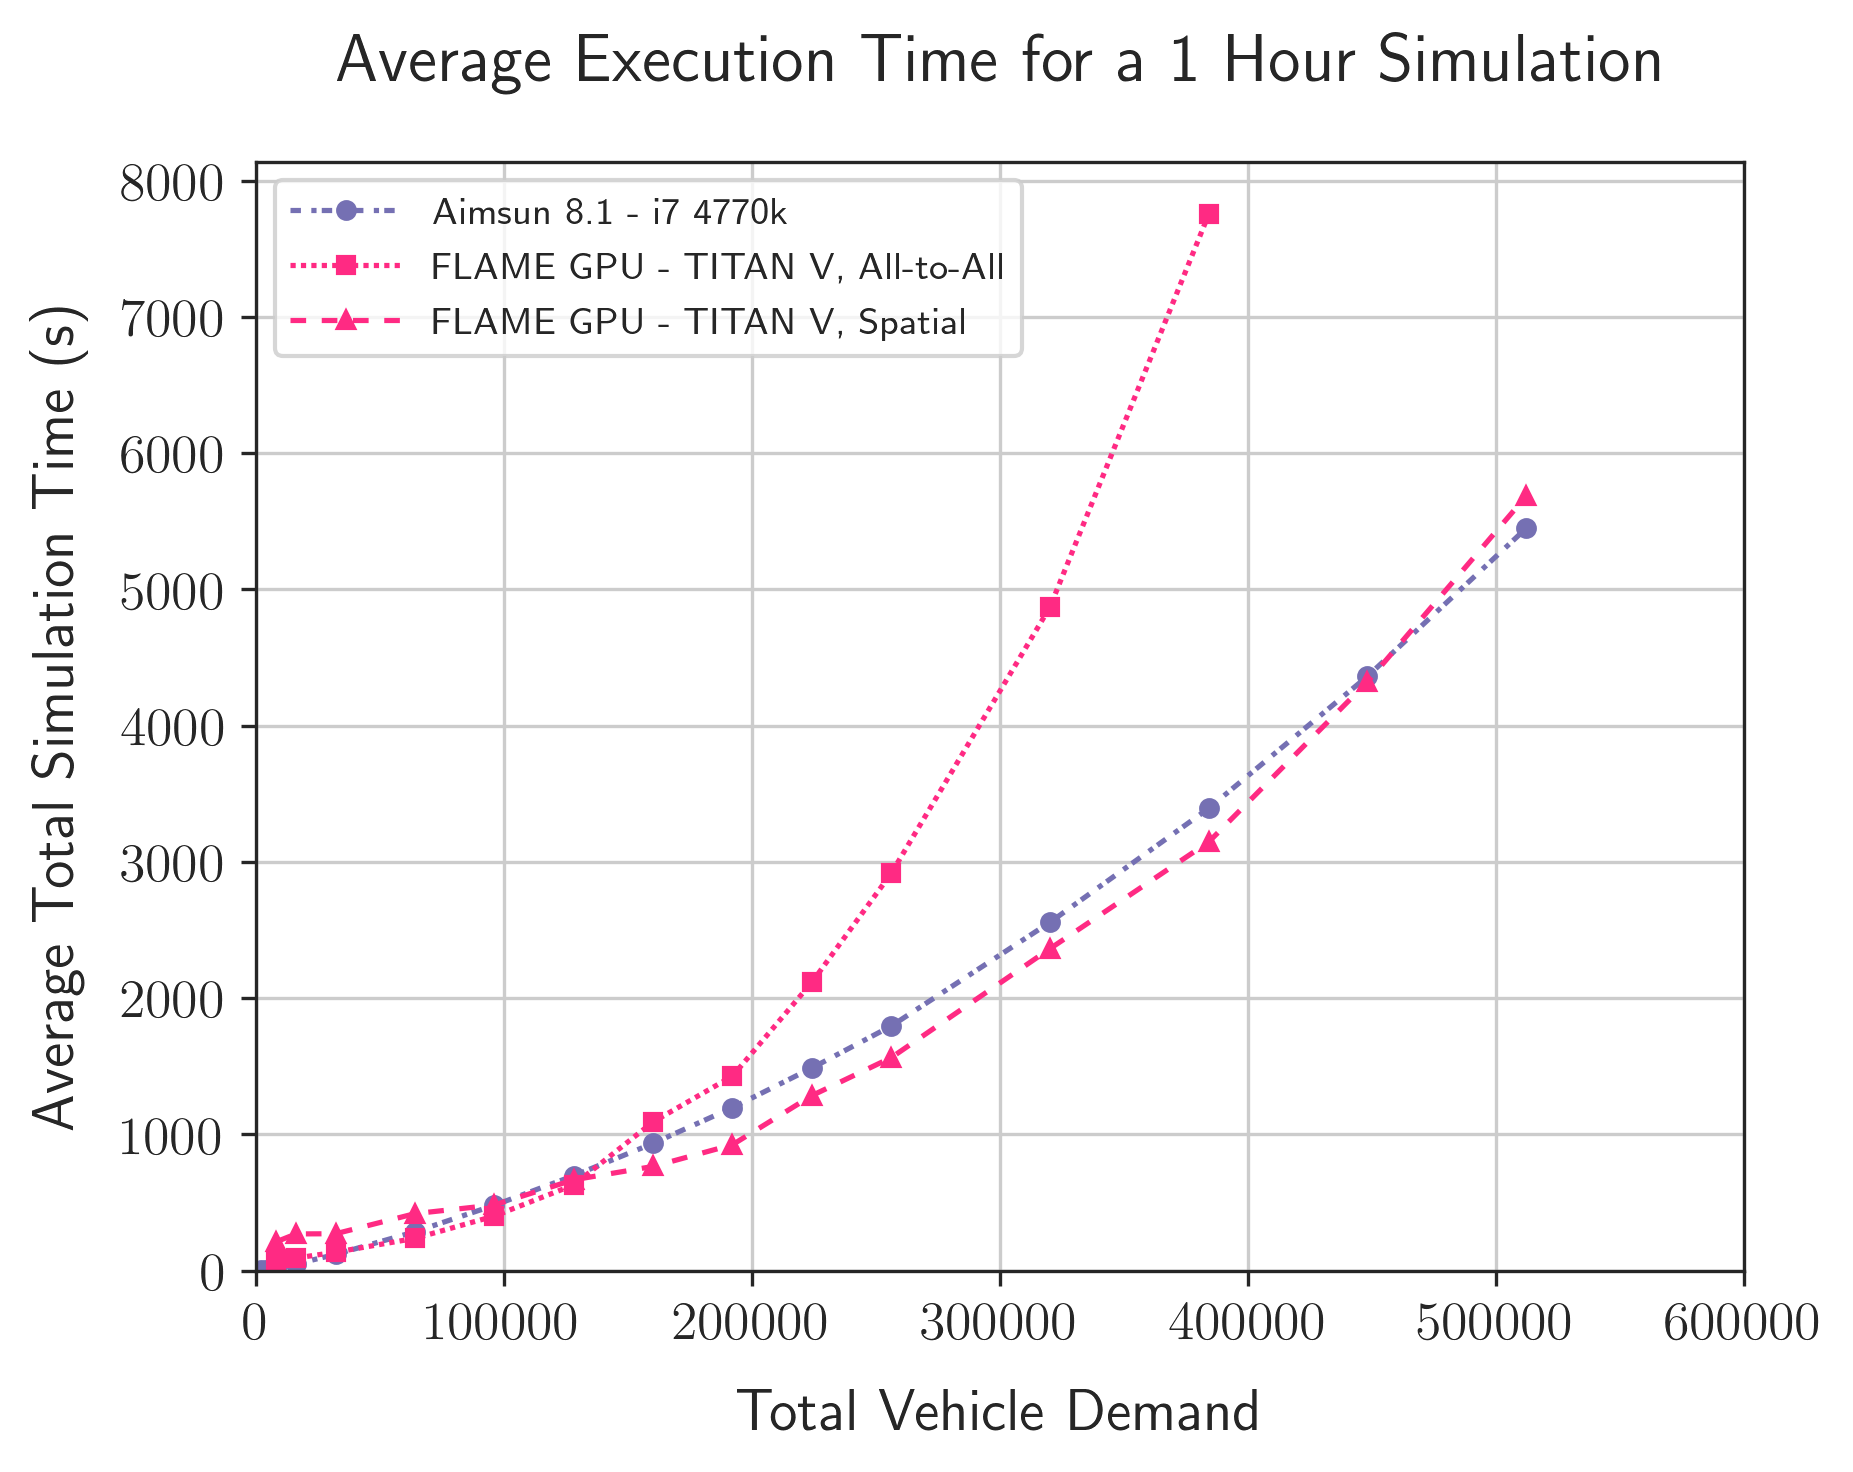 Average Execution Time for a 1 Hour Simulation
8000
7000
6000
5000
4000
3000
2000
1000
0
Average Total Simulation Time (s)
Aimsun 8.1 - i7 4770k
FLAME GPU - TITAN V, All-to-All
FLAME GPU - TITAN V, Spatial
0 100000 200000 300000 400000 500000 600000
Total Vehicle Demand